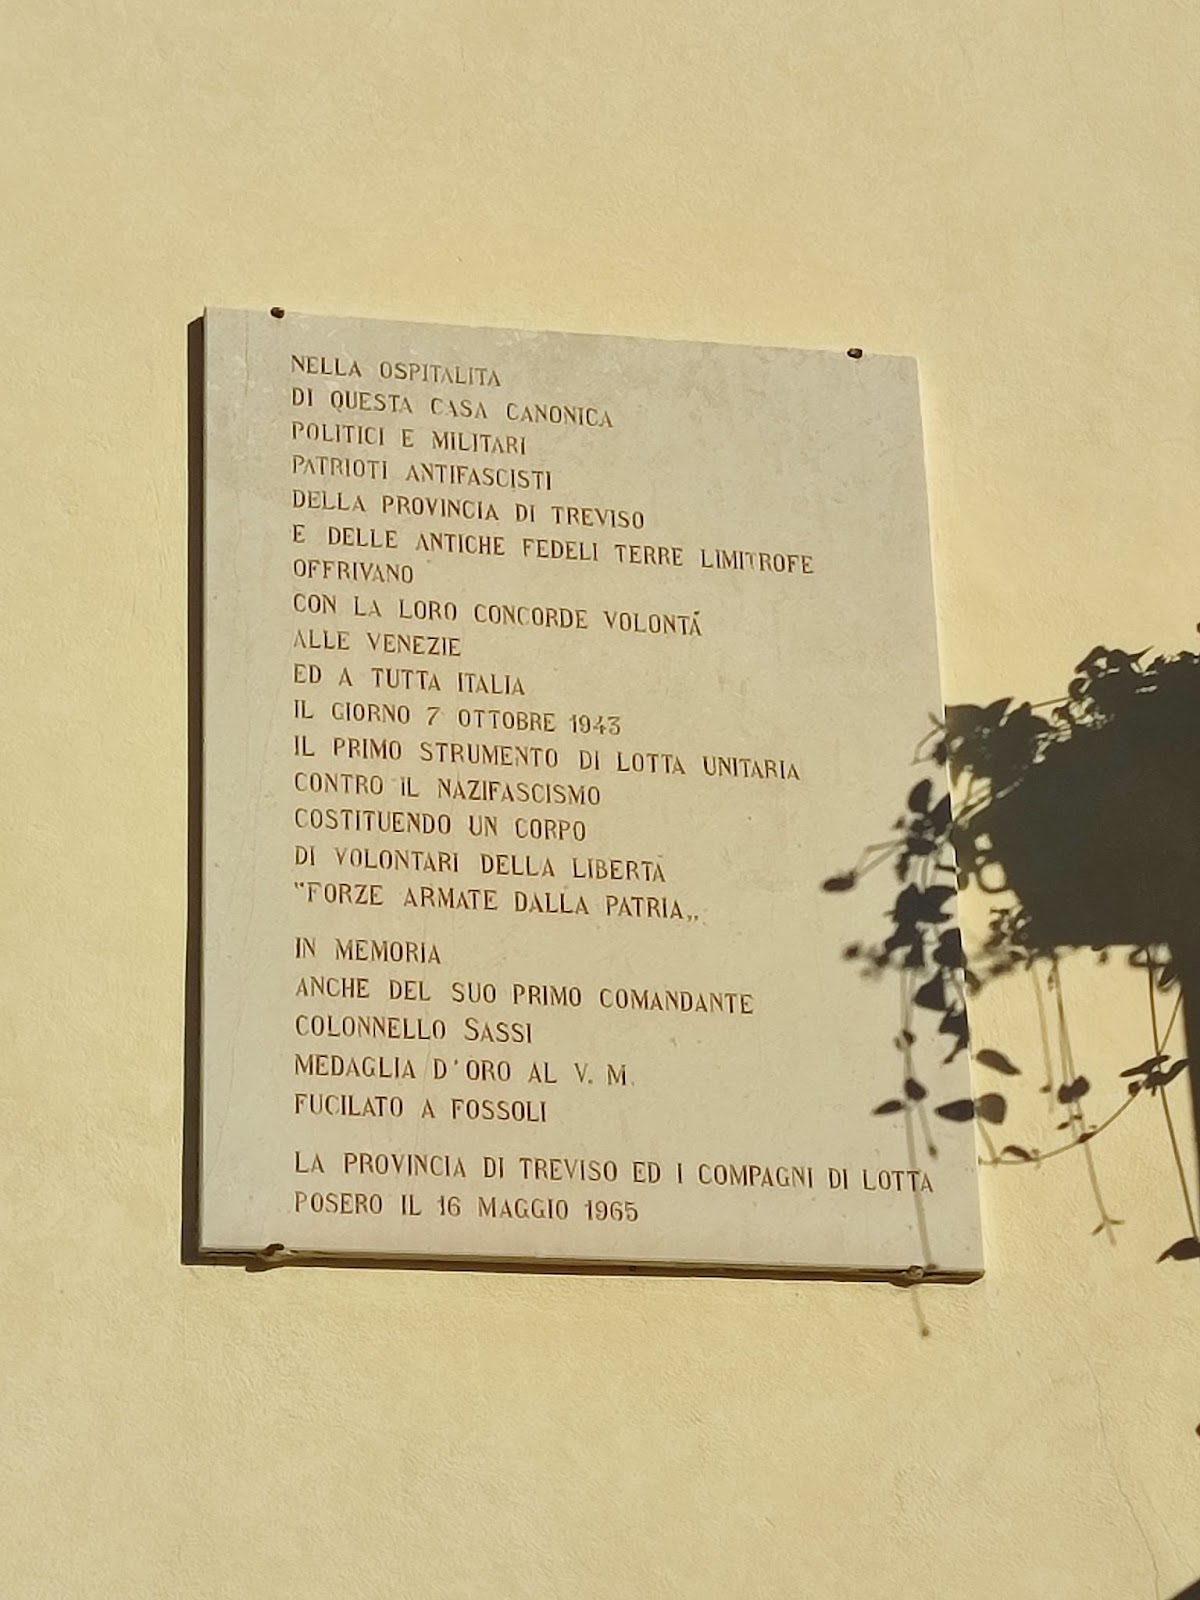 NELLA OSPITALITA
DI QUESTA CASA CANONICA
POLITICI E MILITARI
PATRIOTI ANTIFASCISTI
DELLA PROVINCIA DI TREVISO
E DELLE ANTICHE FEDELI TERRE LIMITROFE
OFFRIVANO
CON LA LORO CONCORDE VOLONTÁ
ALLE VENEZIE
ED A TUTTA ITALIA
IL GIORNO 7 OTTOBRE 1943
IL PRIMO STRUMENTO DI LOTTA UNITARIA
CONTRO IL NAZIFASCISMO
COSTITUENDO UN CORPO
DI VOLONTARI DELLA LIBERTÀ
"FORZE ARMATE DALLA PATRIA„
IN MEMORIA
ANCHE DEL SUO PRIMO COMANDANTE
COLONNELLO SASSI
MEDAGLIA D'ORO AL V. M.
FUCILATO A FOSSOLI
LA PROVINCIA DI TREVISO ED I COMPAGNI DI LOTTA
POSERO IL 16 MAGGIO 1965